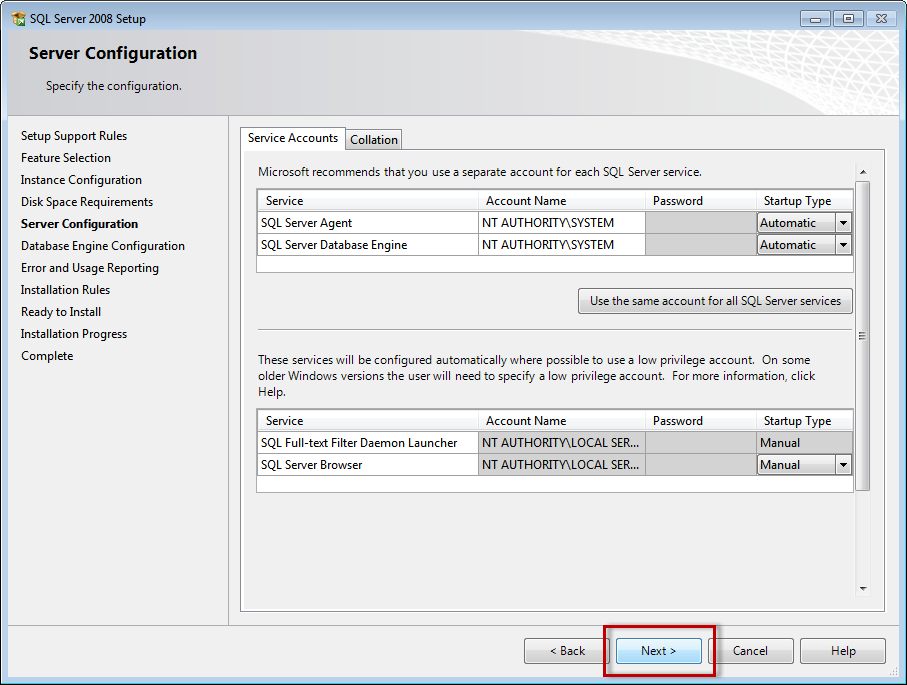 SQL Server 2008 Setup
Server Configuration
Specify the configuration.
Setup Support Rules
Feature Selection
Instance Configuration
Disk Space Requirements
Server Configuration
Database Engine Configuration
Error and Usage Reporting
Installation Rules
Ready to Install
Installation Progress
Complete
Service Accounts Collation
Microsoft recommends that you use a separate account for each SQL Server service.
Service Account Name Password Startup Type
SQL Server Agent NT AUTHORITY\SYSTEM Automatic
SQL Server Database Engine NT AUTHORITY\SYSTEM Automatic
Use the same account for all SQL Server services
These services will be configured automatically where possible to use a low privilege account.  On some
older Windows versions the user will need to specify a low privilege account.  For more information, click
Help.
Service Account Name Password Startup Type
SQL Full-text Filter Daemon Launcher NT AUTHORITY\LOCAL SER... Manual
SQL Server Browser NT AUTHORITY\LOCAL SER... Manual
< Back Next > Cancel Help